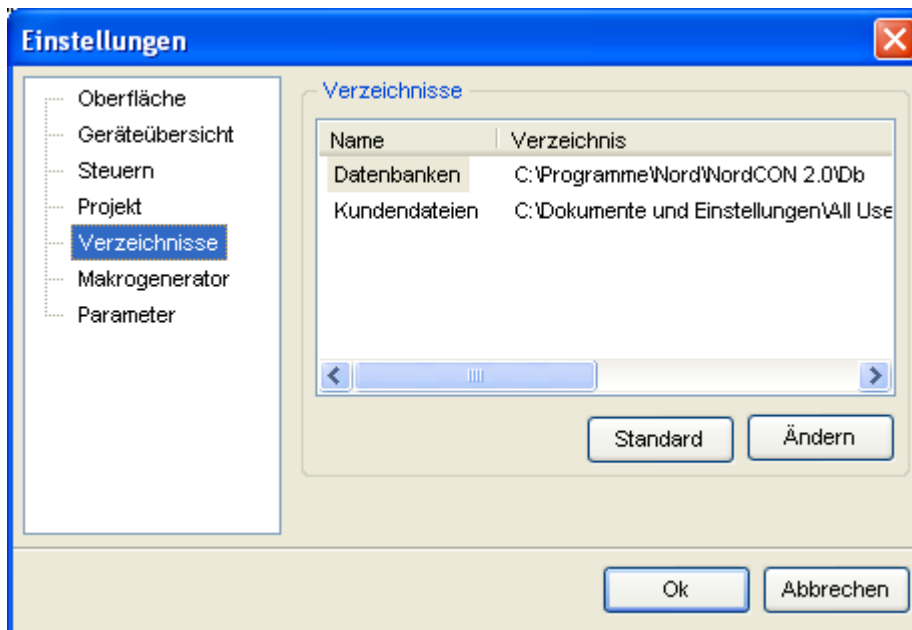 Einstellungen
Oberfläche
Geräteübersicht
Steuern
Projekt
Verzeichnisse
Makrogenerator
Parameter
Verzeichnisse
Name Verzeichnis
Datenbanken C:\Programme\Nord\NordCON 2.0\Db
Kundendateien C:\Dokumente und Einstellungen\All Use
Standard Ändern
Ok Abbrechen